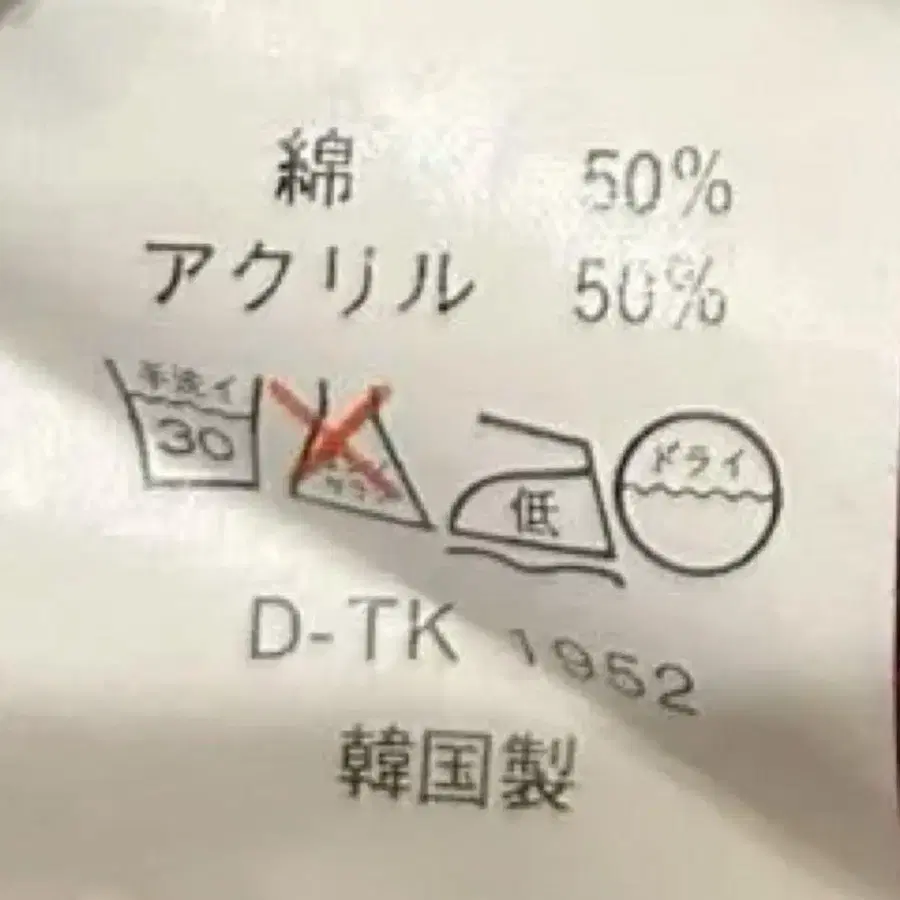 綿 50%
アクリル 50%
手洗イ
30
低
ドライ
D-TK 1952
韓国製